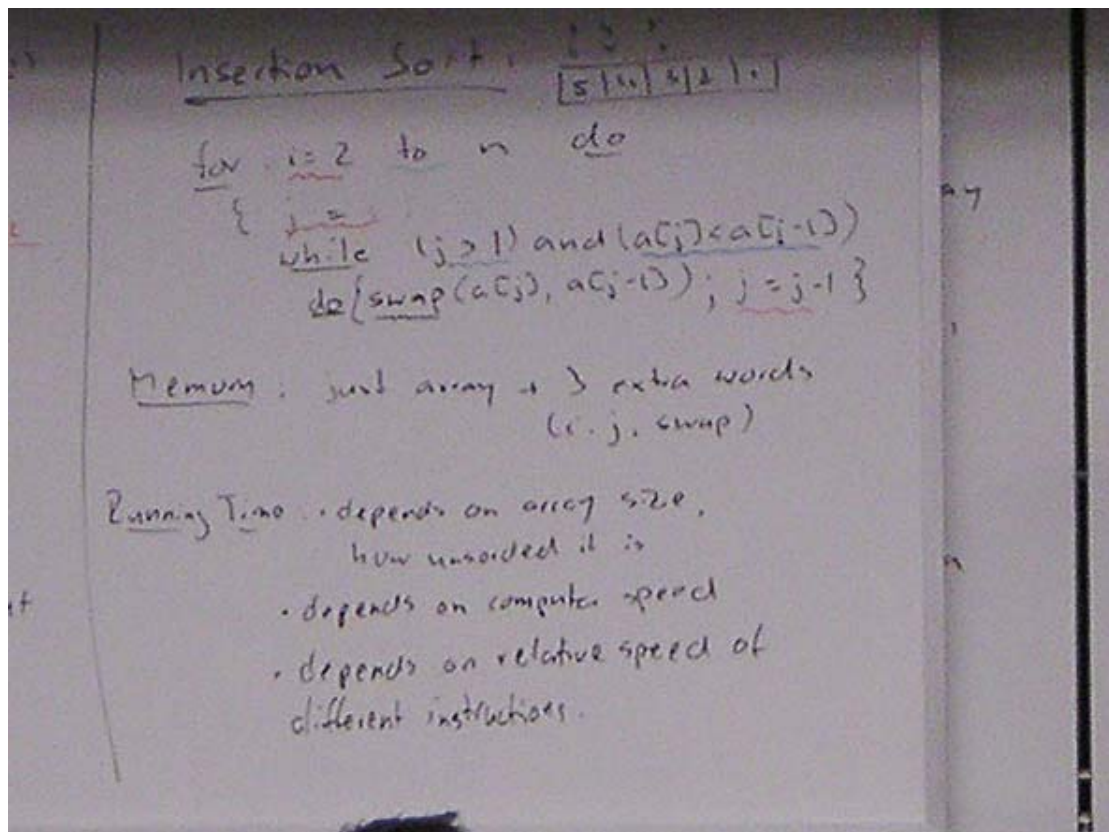 Insertion Sort:
for i = 2 to n do
{ j =
while (j > 1) and (a[j] < a[j-1])
do {swap(a[j], a[j-1]); j = j-1 }
Memory: just array + 3 extra words
(i, j, swap)
Running Time: • depends on array size,
how unsorted it is
• depends on computer speed
• depends on relative speed of
different instructions.